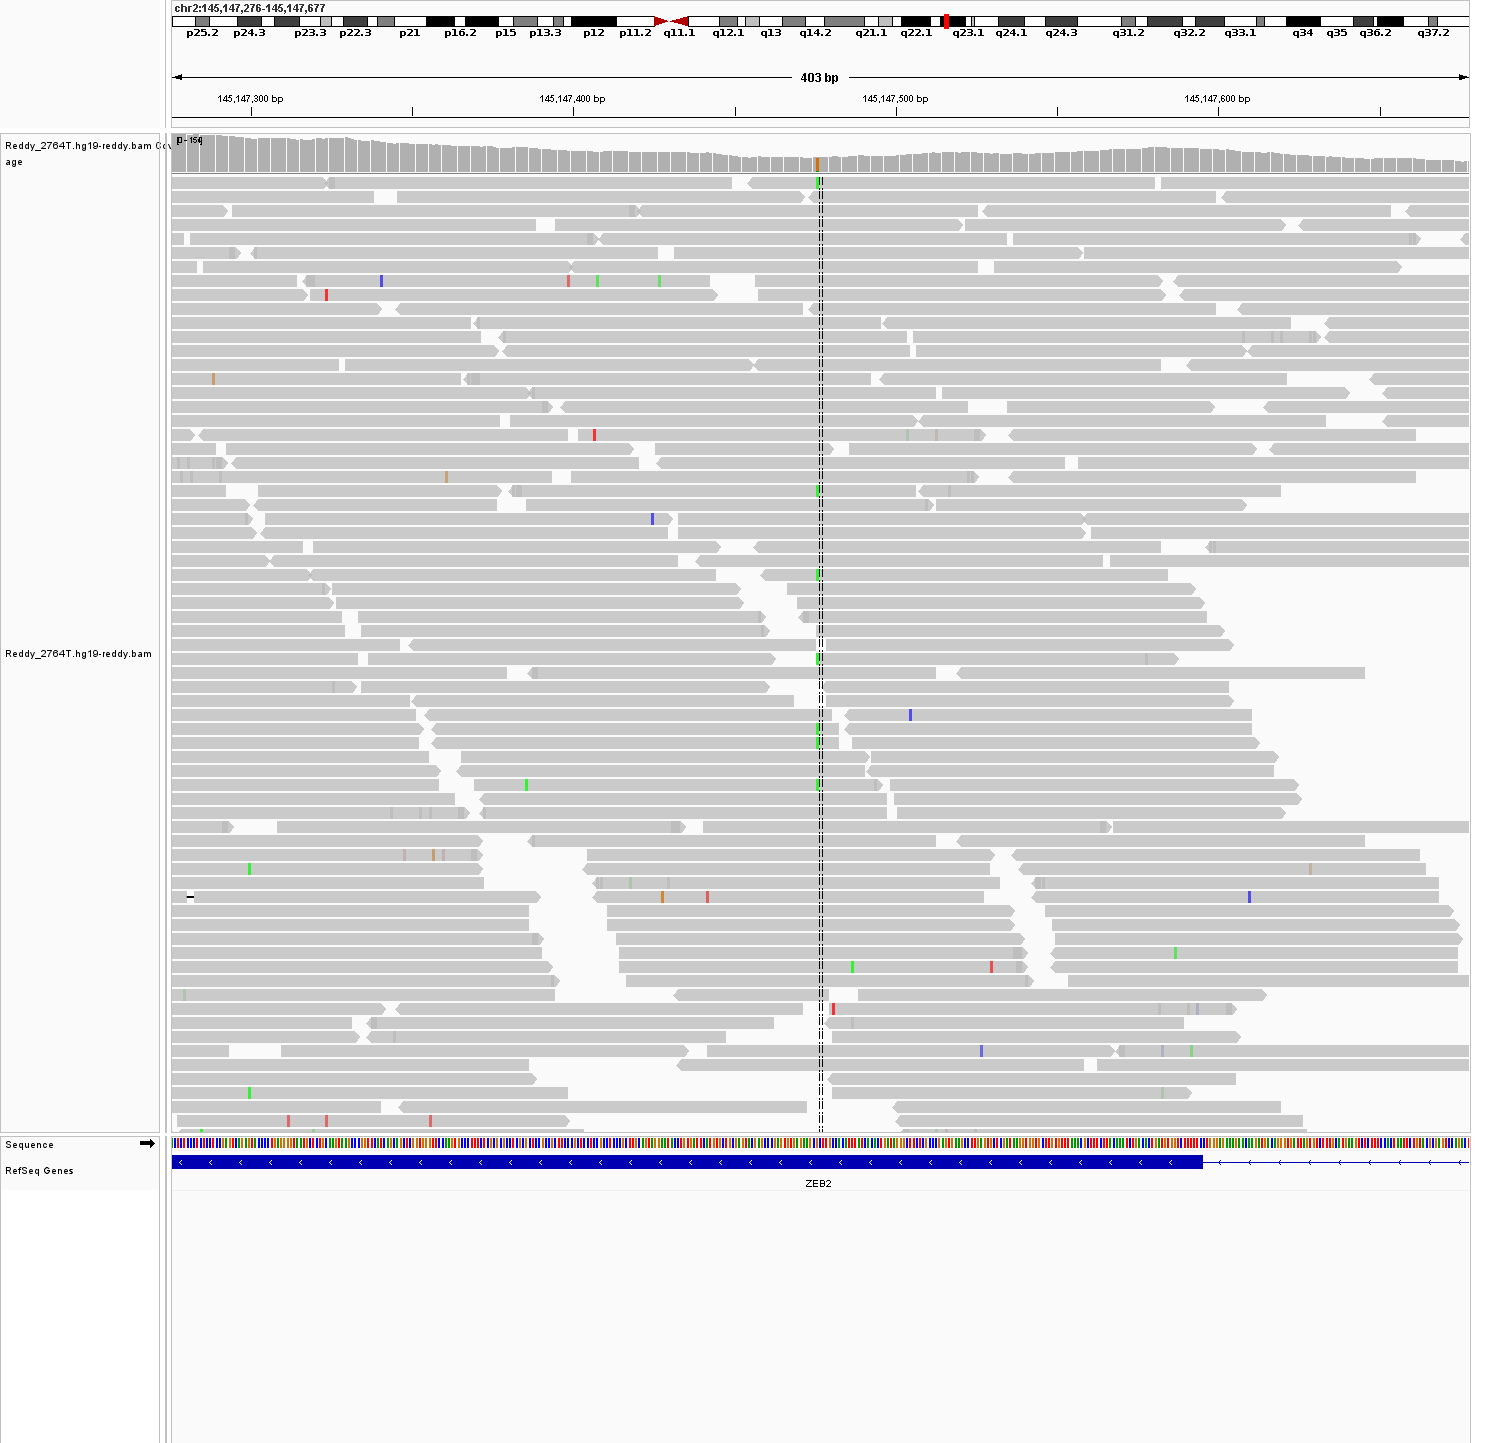 chr2:145,147,276-145,147,677
p25.2 p24.3 p23.3 p22.3 p21 p16.2 p15 p13.3 p12 p11.2 q11.1 q12.1 q13 q14.2 q21.1 q22.1 q23.1 q24.1 q24.3 q31.2 q32.2 q33.1 q34 q35 q36.2 q37.2
403 bp
145,147,300 bp 145,147,400 bp 145,147,500 bp 145,147,600 bp
Reddy_2764T.hg19-reddy.bam Cov
age
[0 - 154]
Reddy_2764T.hg19-reddy.bam
Sequence
RefSeq Genes
ZEB2